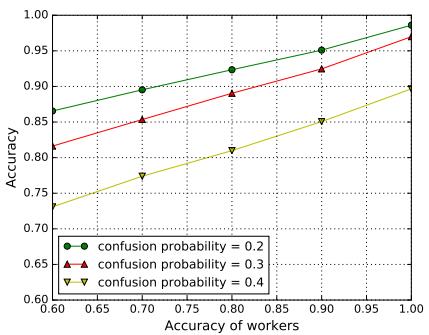 1.00
0.95
0.90
0.85
0.80
0.75
0.70
0.65
0.60
Accuracy
confusion probability = 0.2
confusion probability = 0.3
confusion probability = 0.4
0.60 0.65 0.70 0.75 0.80 0.85 0.90 0.95 1.00
Accuracy of workers